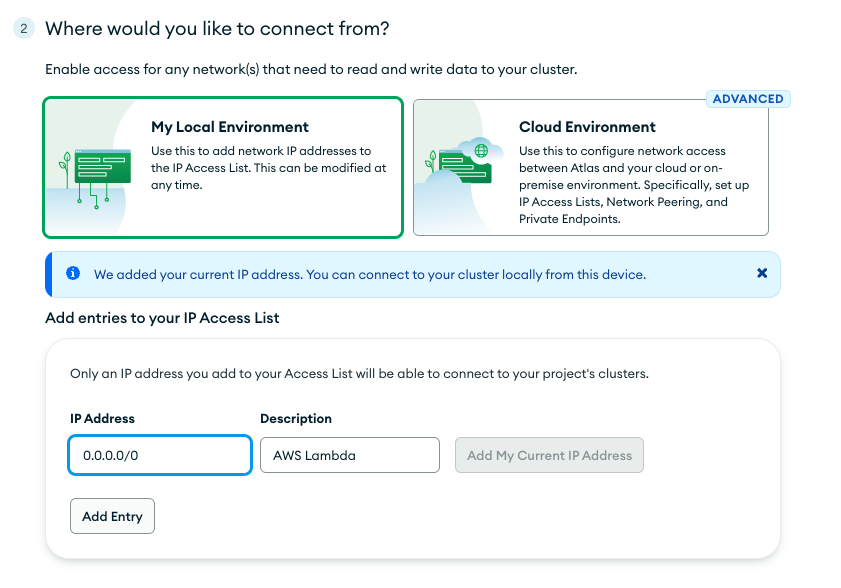 2 Where would you like to connect from?
Enable access for any network(s) that need to read and write data to your cluster.
ADVANCED
My Local Environment
Use this to add network IP addresses to
the IP Access List. This can be modified at
any time.
Cloud Environment
Use this to configure network access
between Atlas and your cloud or on-
premise environment. Specifically, set up
IP Access Lists, Network Peering, and
Private Endpoints.
We added your current IP address. You can connect to your cluster locally from this device.
Add entries to your IP Access List
Only an IP address you add to your Access List will be able to connect to your project's clusters.
IP Address Description
0.0.0.0/0 AWS Lambda Add My Current IP Address
Add Entry